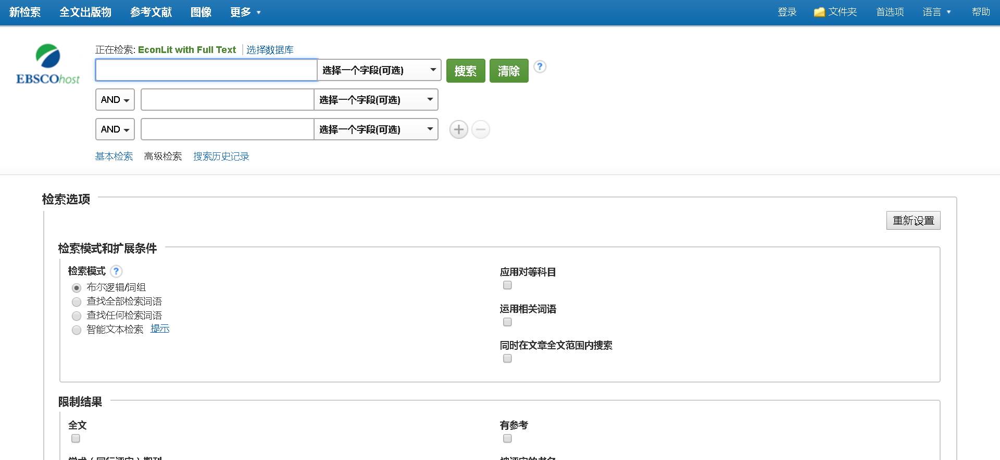 新检索 全文出版物 参考文献 图像 更多 登录 文件夹 首选项 语言 帮助
正在检索: EconLit with Full Text 选择数据库
EBSCOhost
选择一个字段(可选) 搜索 清除 ?
AND 选择一个字段(可选)
AND 选择一个字段(可选)
基本检索 高级检索 搜索历史记录
检索选项
重新设置
检索模式和扩展条件
检索模式 ?
布尔逻辑/词组
查找全部检索词语
查找任何检索词语
智能文本检索 提示
应用对等科目
运用相关词语
同时在文章全文范围内搜索
限制结果
全文
有参考